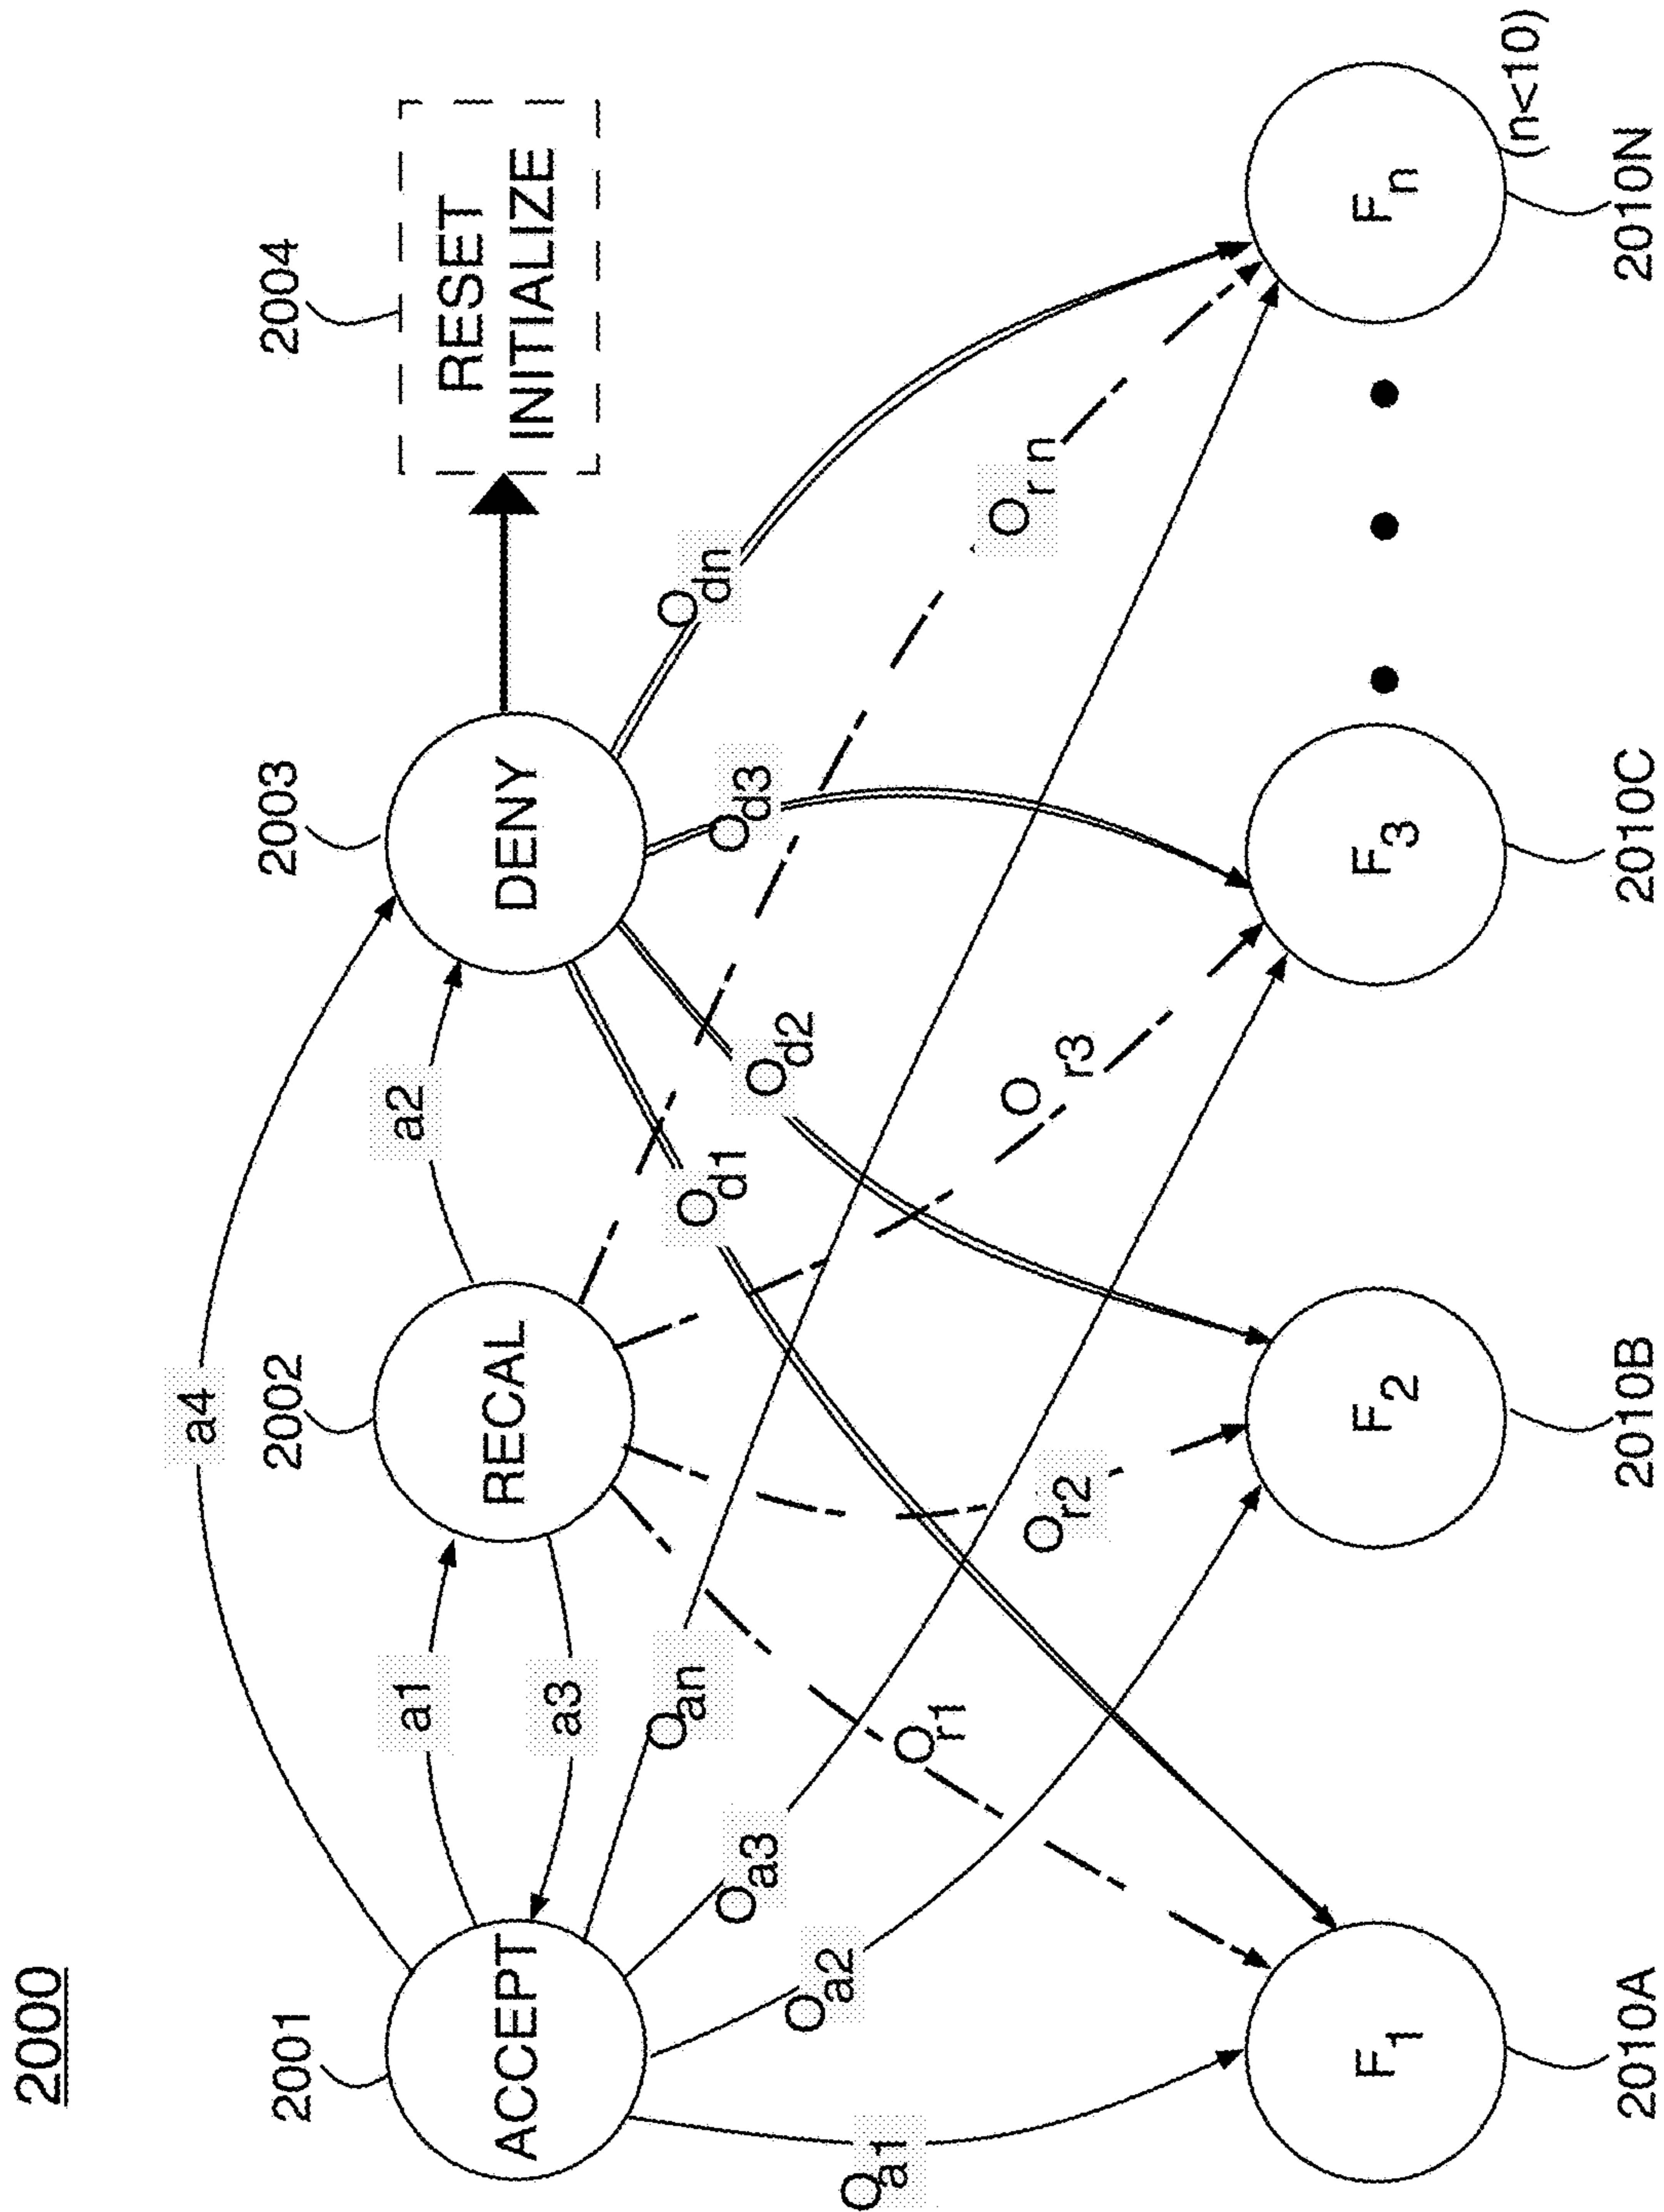 2000
a4
2001
2002
2003
2004
a1
a2
a3
ACCEPT
RECAL
DENY
RESET
INITIALIZE
Oan
Oa3
Oa2
Oa1
Od1
Od2
Od3
Odn
Or1
Or2
Or3
Orn
F1
F2
F3
Fn
(n<10)
2010A
2010B
2010C
2010N